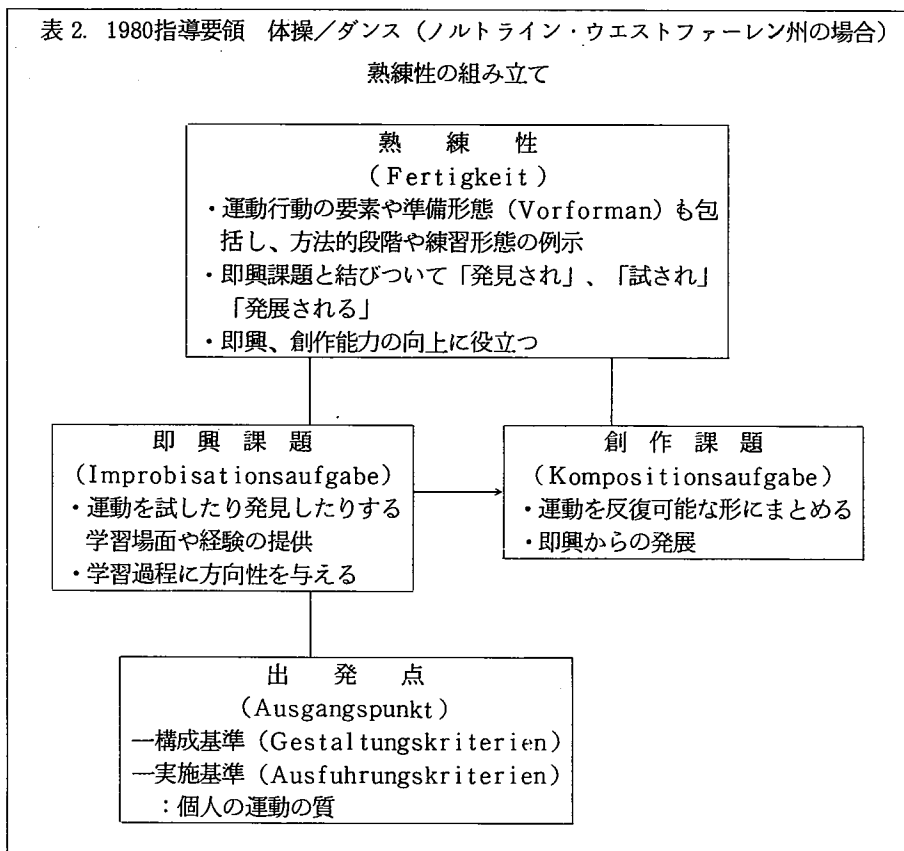 表 2. 1980指導要領 体操／ダンス (ノルトライン・ウエストファーレン州の場合)
熟練性の組み立て
熟 練 性
(Fertigkeit)
・運動行動の要素や準備形態 (Vorforman) も包
括し、方法的段階や練習形態の例示
・即興課題と結びついて「発見され」、「試され」
「発展される」
・即興、創作能力の向上に役立つ
即 興 課 題
(Improbisationsaufgabe)
・運動を試したり発見したりする
学習場面や経験の提供
・学習過程に方向性を与える
創 作 課 題
(Kompositionsaufgabe)
・運動を反復可能な形にまとめる
・即興からの発展
出 発 点
(Ausgangspunkt)
―構成基準 (Gestaltungskriterien)
―実施基準 (Ausfuhrungskriterien)
：個人の運動の質